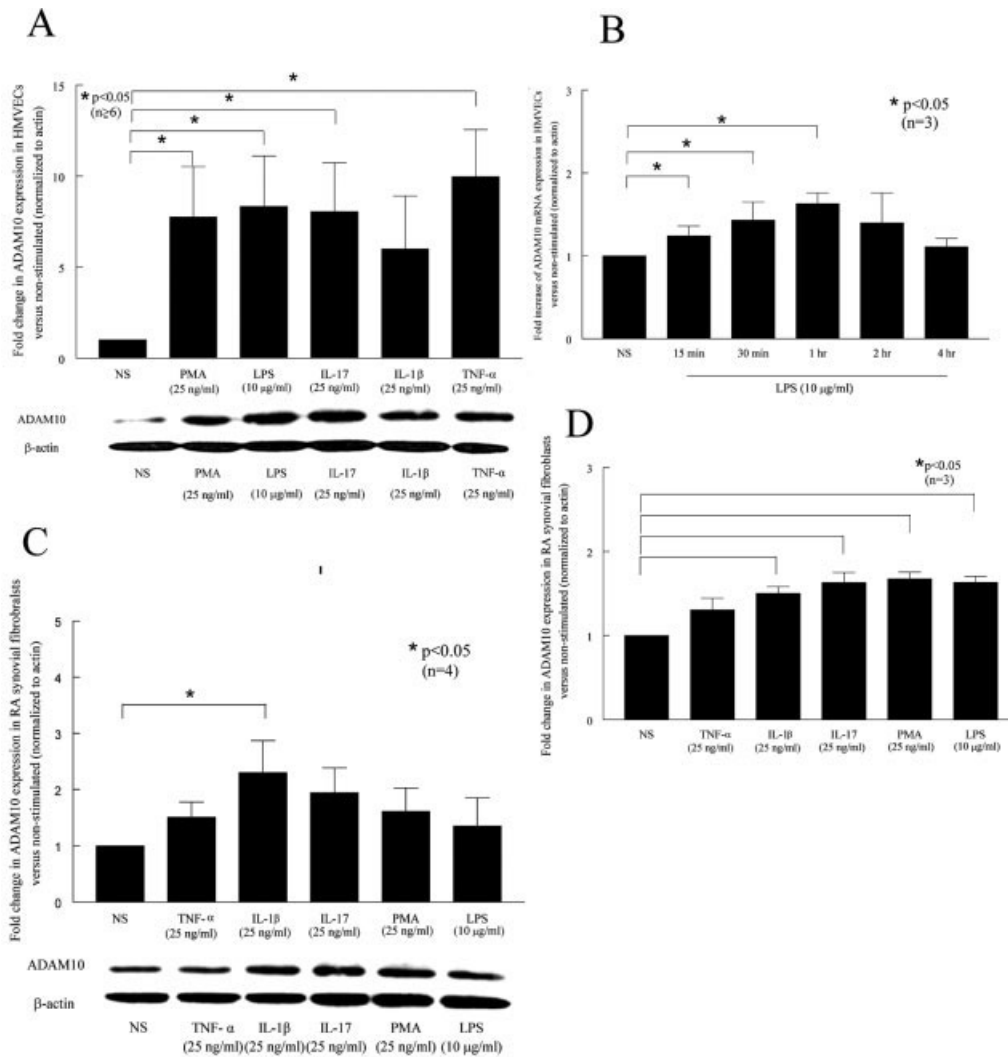 A
Fold change in ADAM10 expression in HMVECs
versus non-stimulated (normalized to actin)
15
10
5
0
* p<0.05
(n≥6)
*
*
*
*
NS
PMA
(25 ng/ml)
LPS
(10 µg/ml)
IL-17
(25 ng/ml)
IL-1β
(25 ng/ml)
TNF-α
(25 ng/ml)
ADAM10
β-actin
NS
PMA
(25 ng/ml)
LPS
(10 µg/ml)
IL-17
(25 ng/ml)
IL-1β
(25 ng/ml)
TNF-α
(25 ng/ml)
B
Fold increase of ADAM10 mRNA expression in HMVECs
versus non-stimulated (normalized to actin)
3
2
1
0
* p<0.05
(n=3)
*
*
*
NS
15 min
30 min
1 hr
2 hr
4 hr
LPS (10 µg/ml)
C
Fold change in ADAM10 expression in RA synovial fibrobralsts
versus non-stimulated (normalized to actin)
5
4
3
2
1
0
* p<0.05
(n=4)
*
NS
TNF- α
(25 ng/ml)
IL-1β
(25 ng/ml)
IL-17
(25 ng/ml)
PMA
(25 ng/ml)
LPS
(10 µg/ml)
ADAM10
β-actin
NS
TNF- α
(25 ng/ml)
IL-1β
(25 ng/ml)
IL-17
(25 ng/ml)
PMA
(25 ng/ml)
LPS
(10 µg/ml)
D
Fold change in ADAM10 expression in RA synovial fibroblasts
versus non-stimulated (normalized to actin)
3
2
1
0
* p<0.05
(n=3)
NS
TNF-α
(25 ng/ml)
IL-1β
(25 ng/ml)
IL-17
(25 ng/ml)
PMA
(25 ng/ml)
LPS
(10 µg/ml)